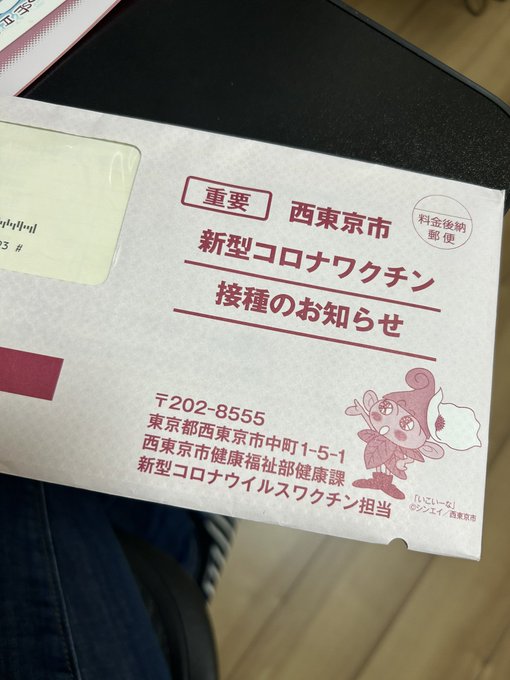 重要
西東京市
料金後納
郵便
新型コロナワクチン
接種のお知らせ
〒202-8555
東京都西東京市中町1-5-1
西東京市健康福祉部健康課
新型コロナウイルスワクチン担当
「いこいーな」
©シンエイ/西東京市